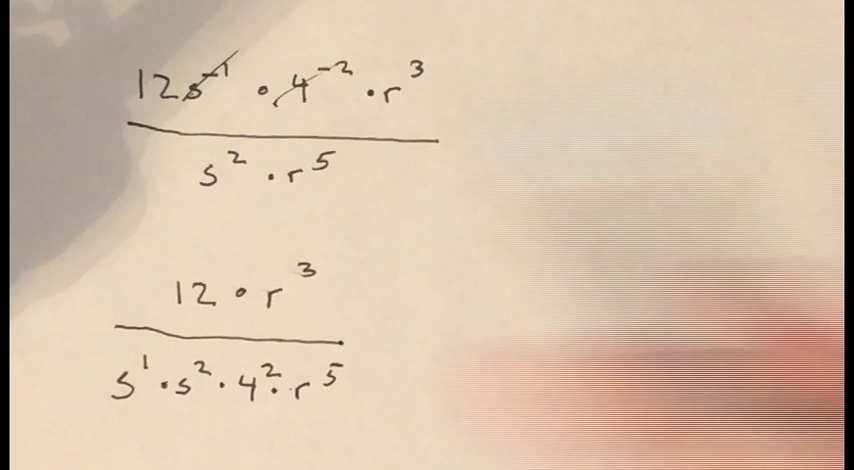 12s⁻¹ · 4⁻² · r³
s² · r⁵
12 · r³
s¹ · s² · 4² · r⁵